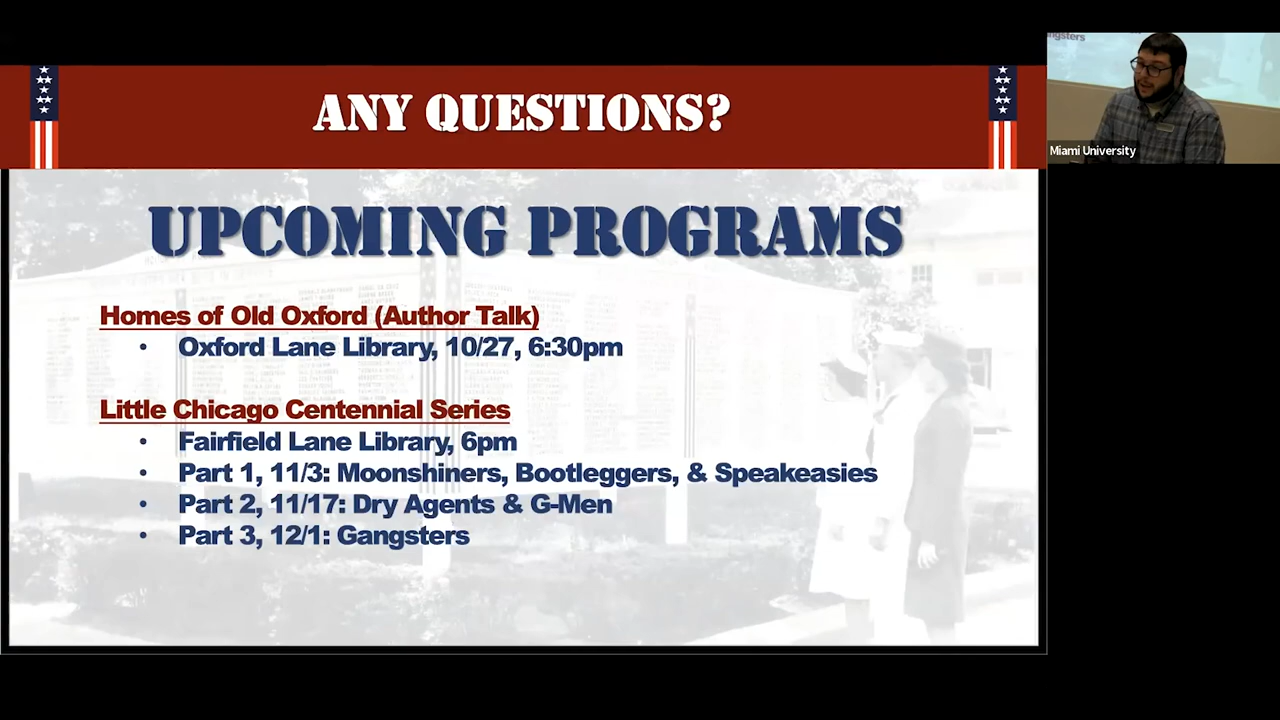 ANY QUESTIONS?
gangsters
Miami University
UPCOMING PROGRAMS
Homes of Old Oxford (Author Talk)
• Oxford Lane Library, 10/27, 6:30pm
Little Chicago Centennial Series
• Fairfield Lane Library, 6pm
• Part 1, 11/3: Moonshiners, Bootleggers, & Speakeasies
• Part 2, 11/17: Dry Agents & G-Men
• Part 3, 12/1: Gangsters